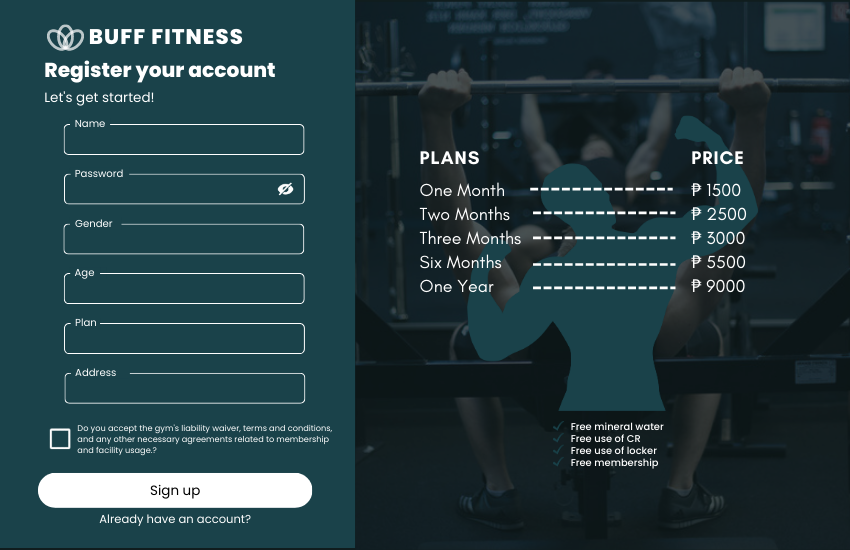 BUFF FITNESS
Register your account
Let's get started!
Name
Password
Gender
Age
Plan
Address
Do you accept the gym's liability waiver, terms and conditions,
and any other necessary agreements related to membership
and facility usage.?
Sign up
Already have an account?
PLANS PRICE
One Month ₱ 1500
Two Months ₱ 2500
Three Months ₱ 3000
Six Months ₱ 5500
One Year ₱ 9000
Free mineral water
Free use of CR
Free use of locker
Free membership